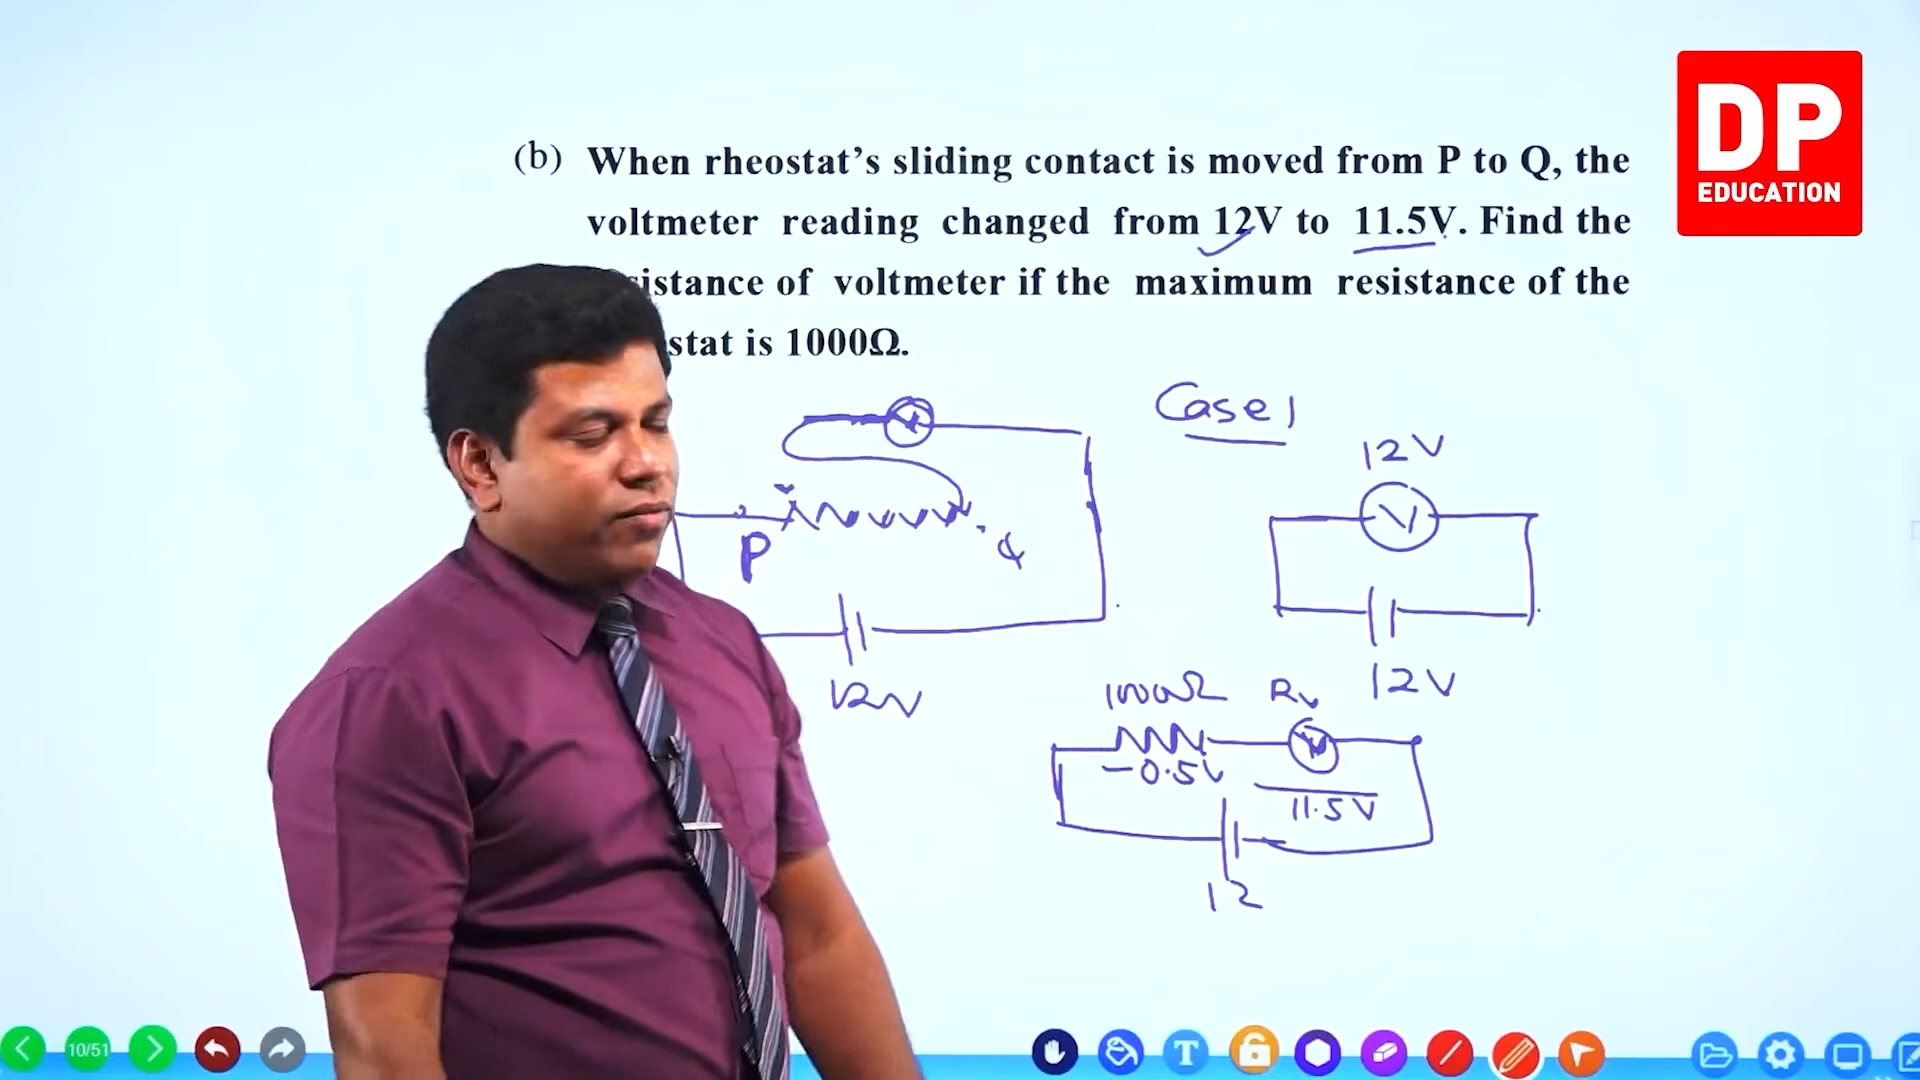 DP
EDUCATION
(b) When rheostat's sliding contact is moved from P to Q, the
voltmeter reading changed from 12V to 11.5V. Find the
istance of voltmeter if the maximum resistance of the
stat is 1000Ω.
Case 1
12V
V
P
Q
12V
12V
1000Ω Rv
V
-0.5V
11.5V
12
10/51
T